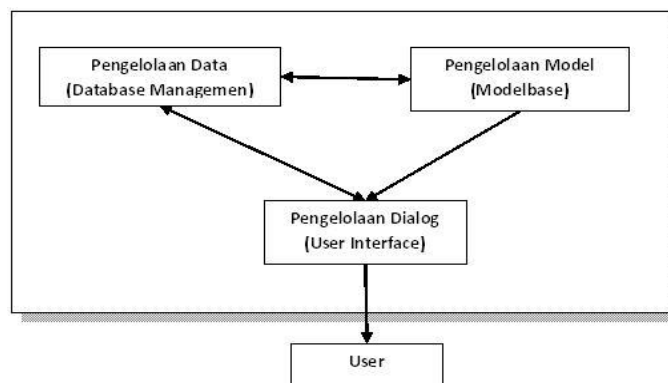 Pengelolaan Data
(Database Managemen)
Pengelolaan Model
(Modelbase)
Pengelolaan Dialog
(User Interface)
User